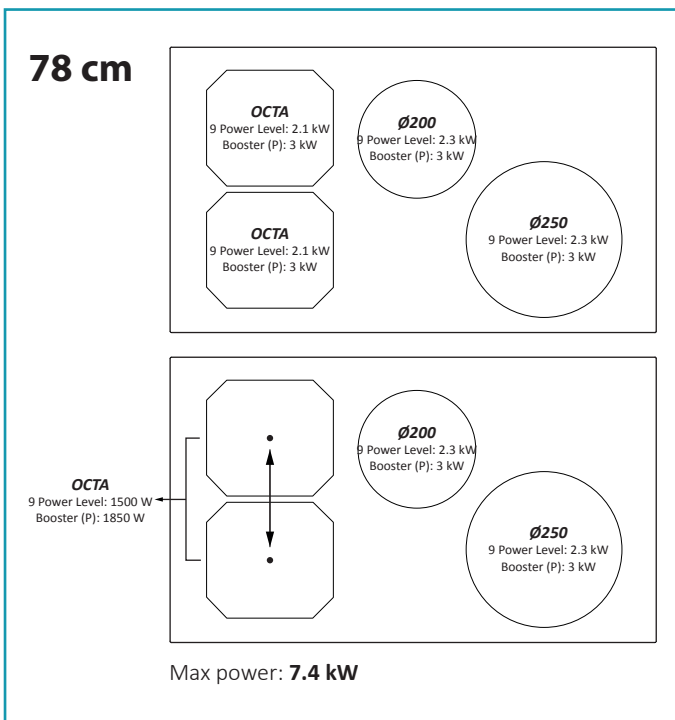 78 cm
OCTA
9 Power Level: 2.1 kW
Booster (P): 3 kW
Ø200
9 Power Level: 2.3 kW
Booster (P): 3 kW
OCTA
9 Power Level: 2.1 kW
Booster (P): 3 kW
Ø250
9 Power Level: 2.3 kW
Booster (P): 3 kW
Ø200
9 Power Level: 2.3 kW
Booster (P): 3 kW
OCTA
9 Power Level: 1500 W
Booster (P): 1850 W
Ø250
9 Power Level: 2.3 kW
Booster (P): 3 kW
Max power: 7.4 kW